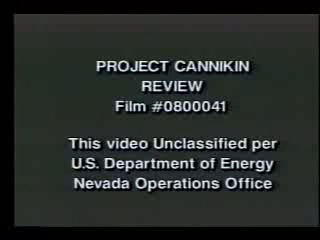 PROJECT CANNIKIN
REVIEW
Film #0800041
This video Unclassified per
U.S. Department of Energy
Nevada Operations Office